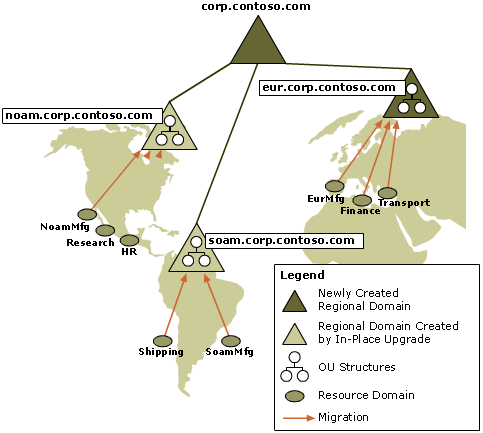 corp.contoso.com
eur.corp.contoso.com
noam.corp.contoso.com
EurMfg
Finance
Transport
NoamMfg
Research
HR
soam.corp.contoso.com
Shipping
SoamMfg
Legend
Newly Created
Regional Domain
Regional Domain Created
by In-Place Upgrade
OU Structures
Resource Domain
Migration